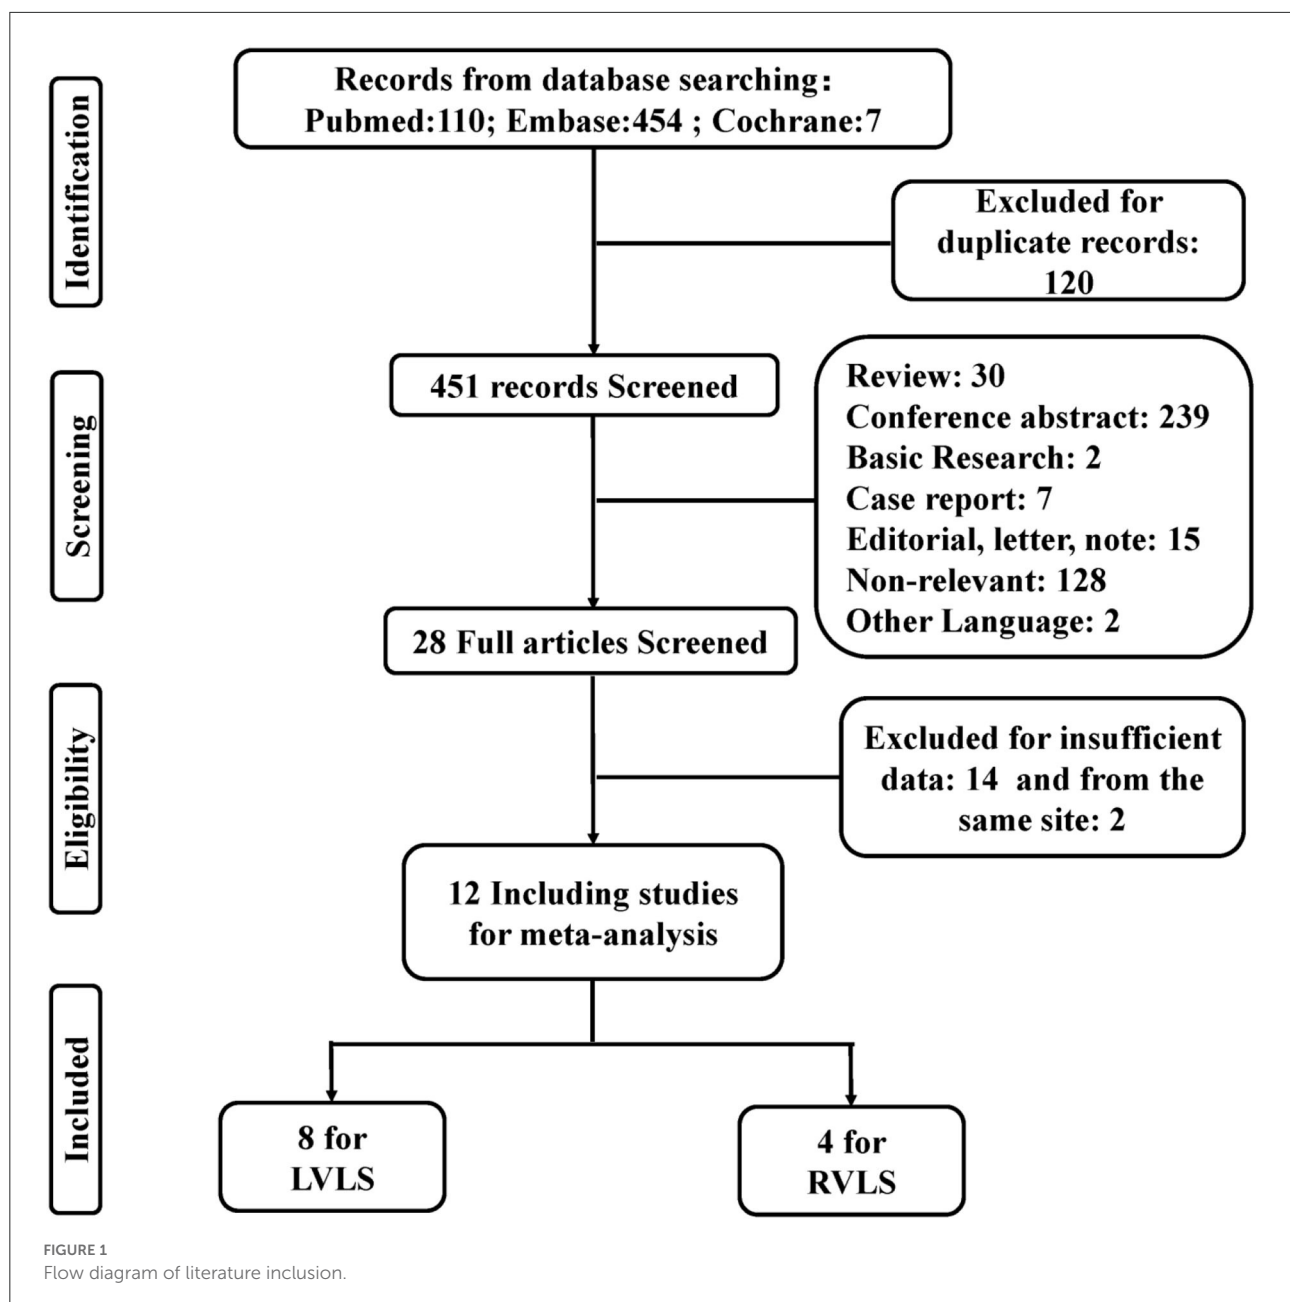 Identification
Records from database searching:
Pubmed:110; Embase:454 ; Cochrane:7
Excluded for
duplicate records:
120
Screening
451 records Screened
Review: 30
Conference abstract: 239
Basic Research: 2
Case report: 7
Editorial, letter, note: 15
Non-relevant: 128
Other Language: 2
28 Full articles Screened
Eligibility
Excluded for insufficient
data: 14 and from the
same site: 2
12 Including studies
for meta-analysis
Included
8 for
LVLS
4 for
RVLS
FIGURE 1
Flow diagram of literature inclusion.